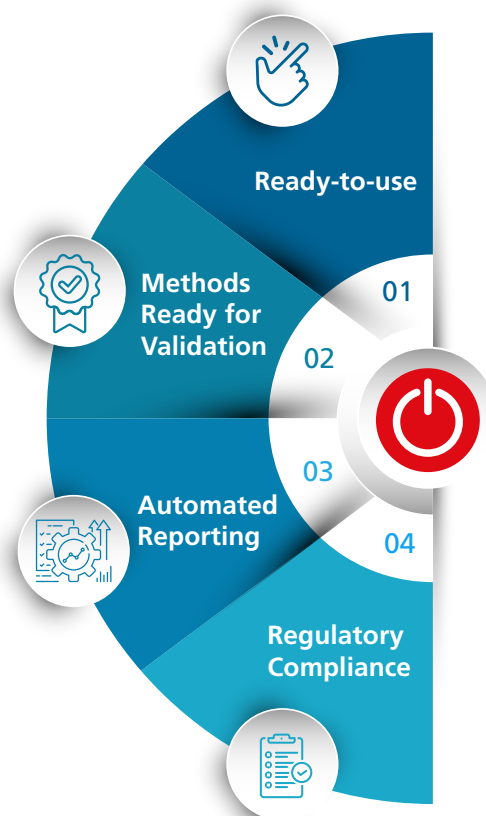 Ready-to-use
01
Methods
Ready for
Validation
02
Automated
Reporting
03
Regulatory
Compliance
04